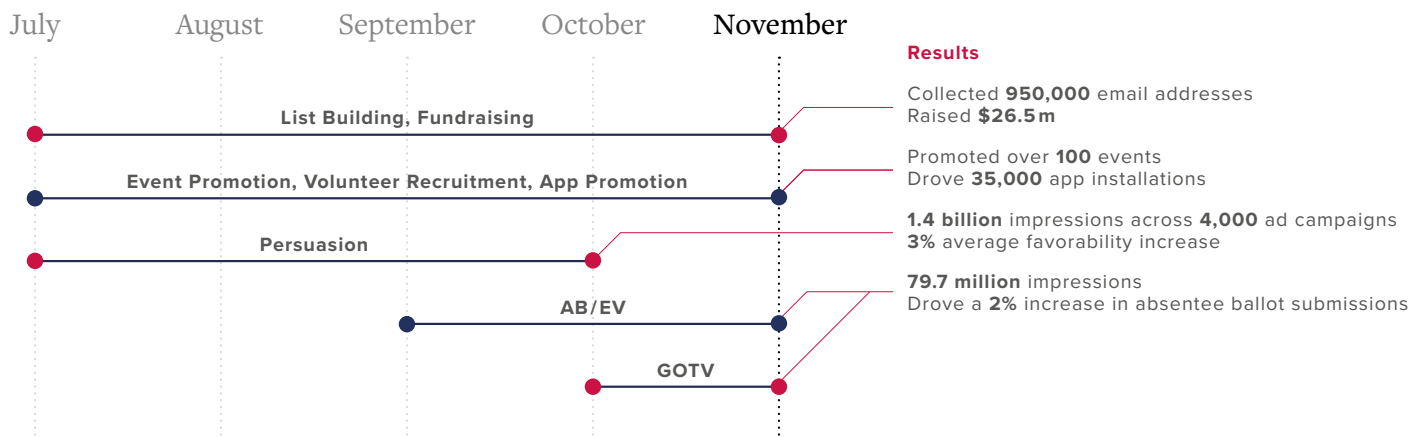 July August September October November
Results
List Building, Fundraising
Collected 950,000 email addresses
Raised $26.5m
Event Promotion, Volunteer Recruitment, App Promotion
Promoted over 100 events
Drove 35,000 app installations
Persuasion
1.4 billion impressions across 4,000 ad campaigns
3% average favorability increase
AB/EV
79.7 million impressions
Drove a 2% increase in absentee ballot submissions
GOTV